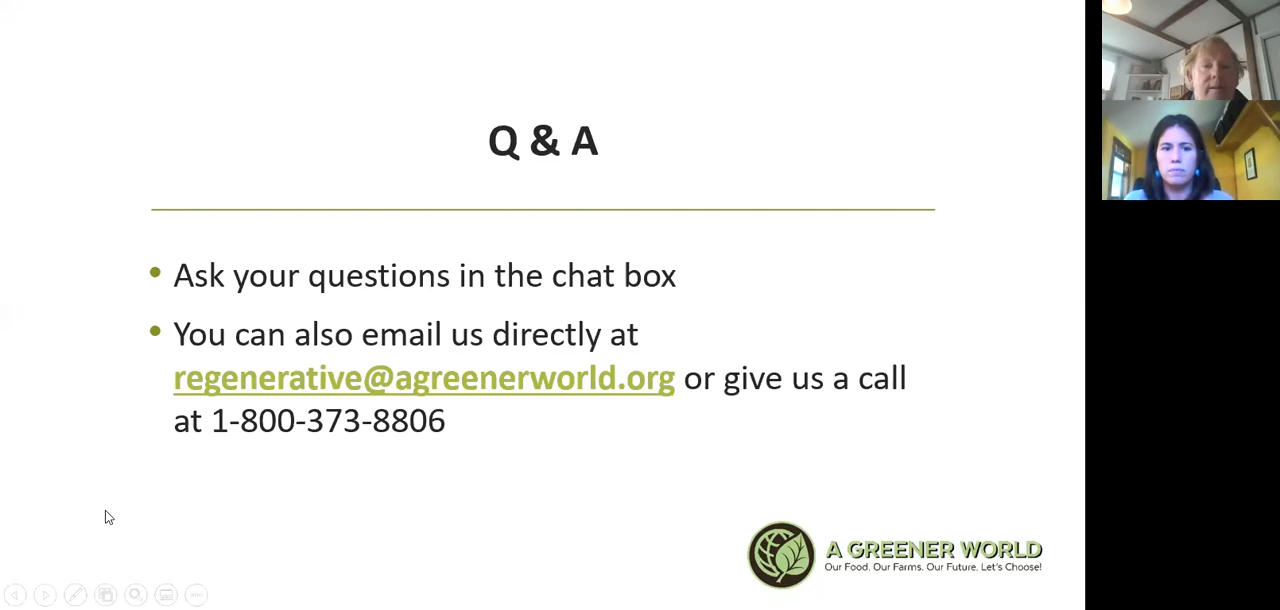 Q & A
Ask your questions in the chat box
You can also email us directly at
regenerative@agreenerworld.org or give us a call
at 1-800-373-8806
A GREENER WORLD
Our Food. Our Farms. Our Future. Let's Choose!